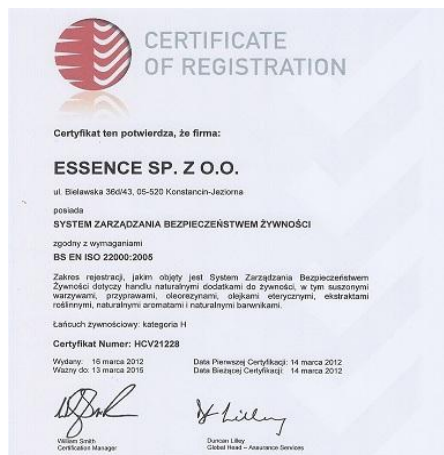 CERTIFICATE
OF REGISTRATION
Certyfikat ten potwierdza, że firma:
ESSENCE SP. Z O.O.
ul. Bielawska 36d/43, 05-520 Konstancin-Jeziorna
posiada
SYSTEM ZARZĄDZANIA BEZPIECZEŃSTWEM ŻYWNOŚCI
zgodny z wymaganiami
BS EN ISO 22000:2005
Zakres rejestracji, jakim objęty jest System Zarządzania Bezpieczeństwem
Żywności dotyczy handlu naturalnymi dodatkami do żywności, w tym suszonymi
warzywami, przyprawami, oleorezynami, olejkami eterycznymi, ekstraktami
roślinnymi, naturalnymi aromatami i naturalnymi barwnikami.
Łańcuch żywnościowy: kategoria H
Certyfikat Numer: HCV21228
Wydany: 16 marca 2012 Data Pierwszej Certyfikacji: 14 marca 2012
Ważny do: 13 marca 2015 Data Bieżącej Certyfikacji: 14 marca 2012
William Smith Duncan Lilley
Certification Manager Global Head – Assurance Services